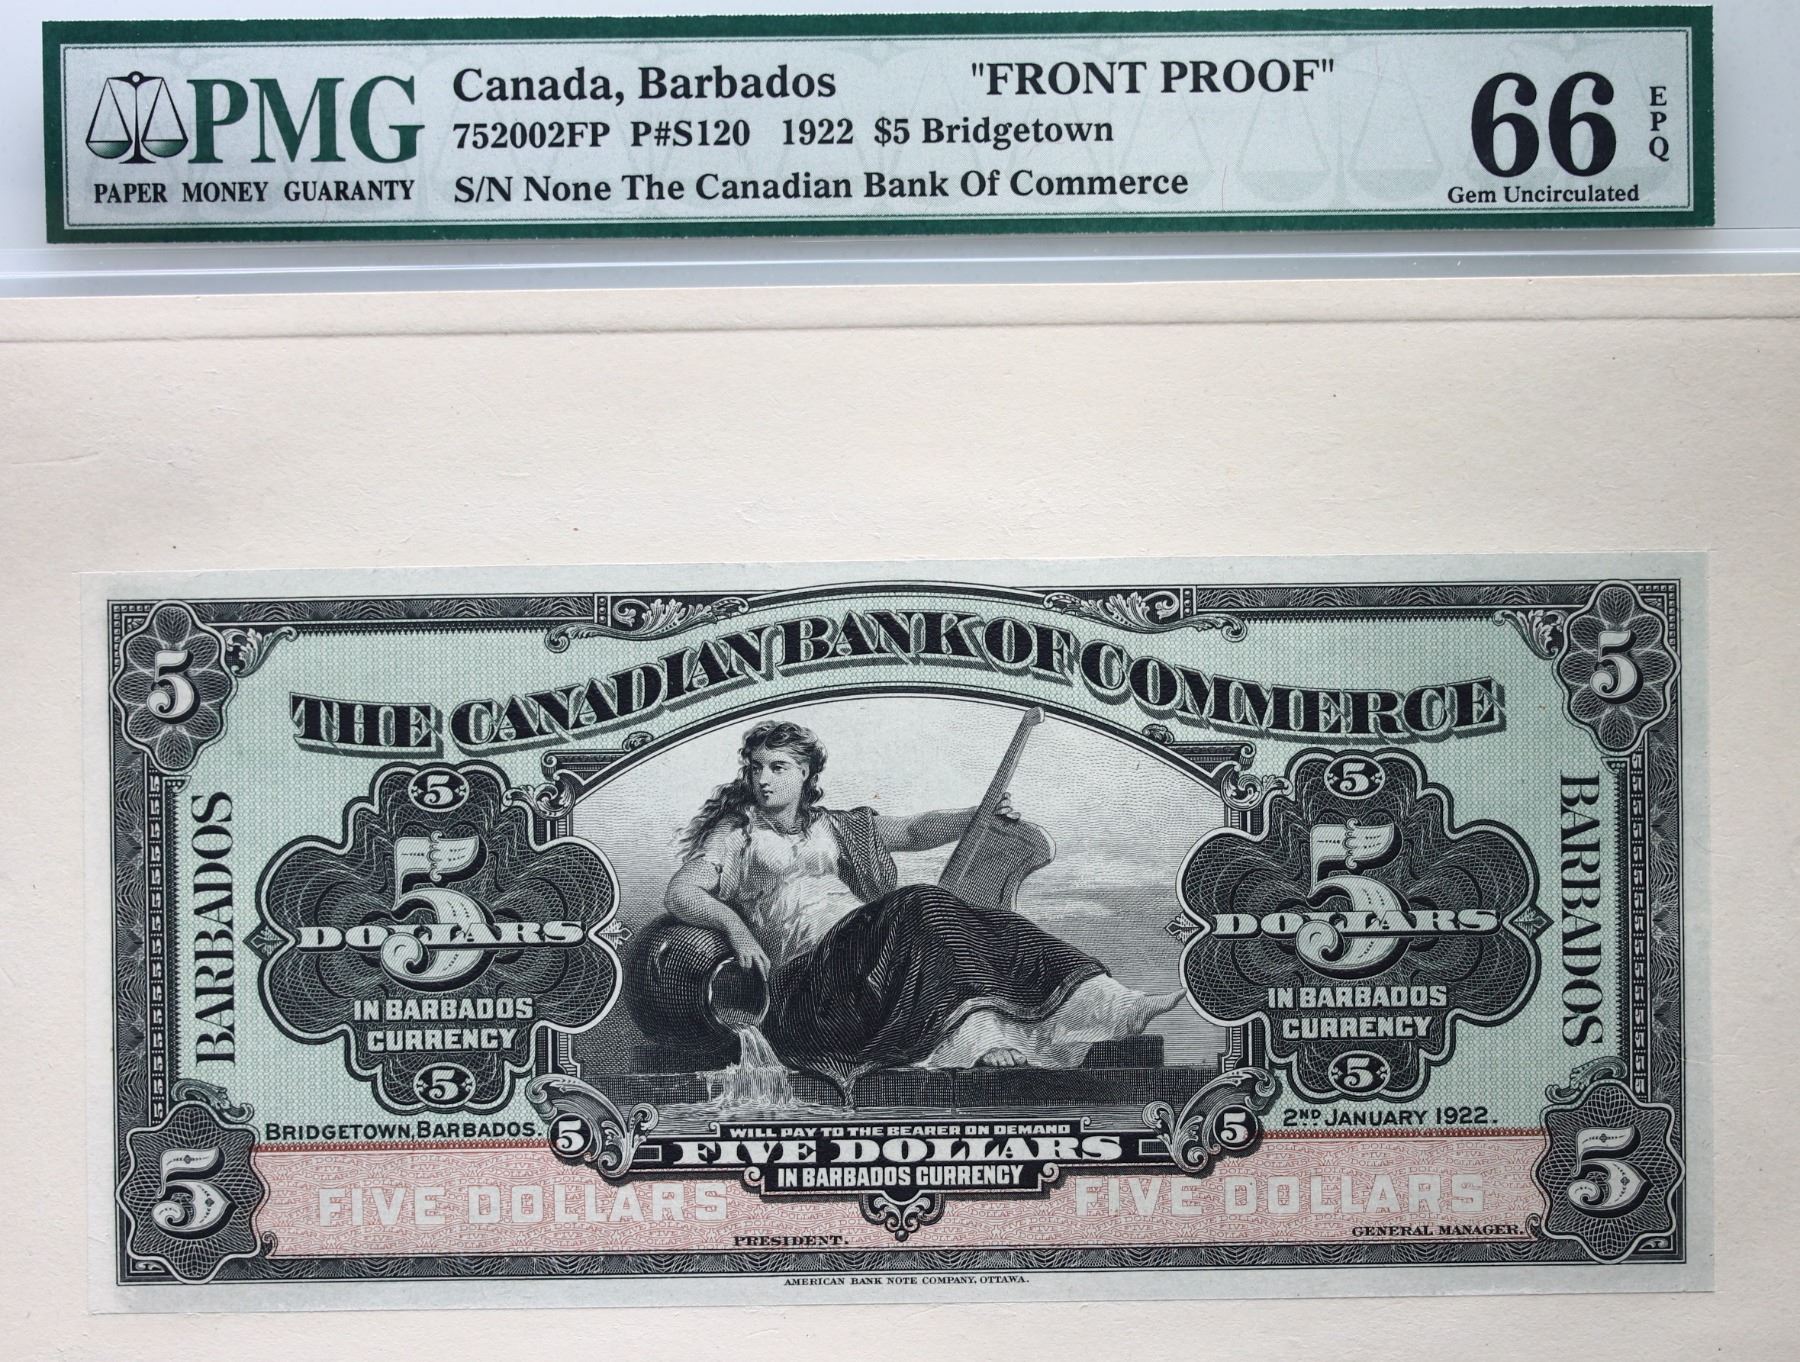 PMG
PAPER MONEY GUARANTY
Canada, Barbados "FRONT PROOF"
752002FP P#S120 1922 $5 Bridgetown
S/N None The Canadian Bank Of Commerce
66
EPQ
Gem Uncirculated
5 5
THE CANADIAN BANK OF COMMERCE
BARBADOS
BARBADOS
5
5
DOLLARS
IN BARBADOS
CURRENCY
5
5
5
DOLLARS
IN BARBADOS
CURRENCY
5
BRIDGETOWN, BARBADOS.
2ND JANUARY 1922.
5 5
WILL PAY TO THE BEARER ON DEMAND
FIVE DOLLARS
IN BARBADOS CURRENCY
5 FIVE DOLLARS FIVE DOLLARS 5
PRESIDENT. GENERAL MANAGER.
AMERICAN BANK NOTE COMPANY, OTTAWA.